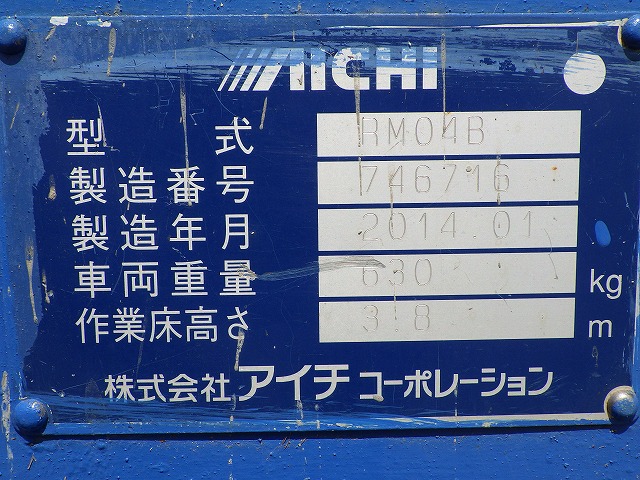 AICHI
型式 RM04B
製造番号 746716
製造年月 2014.01
車両重量 630 kg
作業床高さ 3.8 m
株式会社アイチコーポレーション